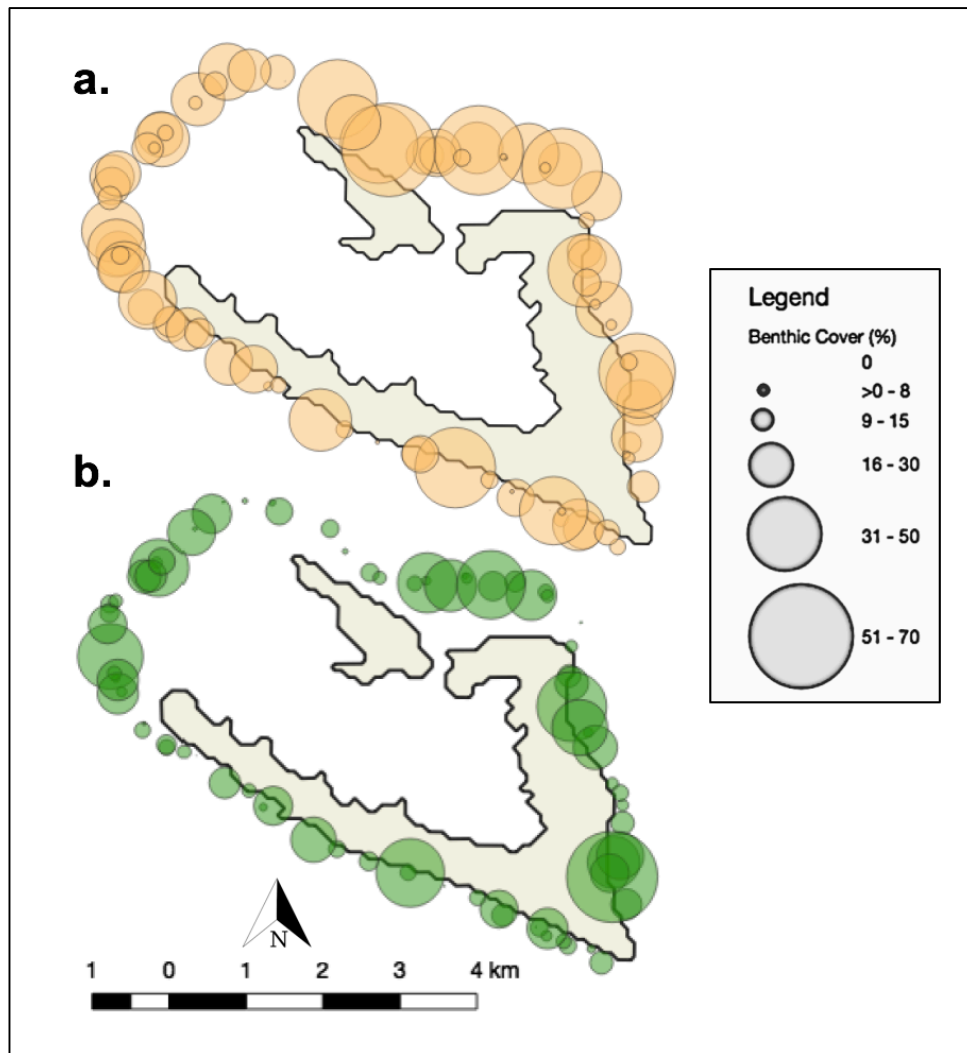 a.
Legend
Benthic Cover (%)
0
>0 - 8
9 - 15
16 - 30
31 - 50
51 - 70
b.
N
1 0 1 2 3 4 km